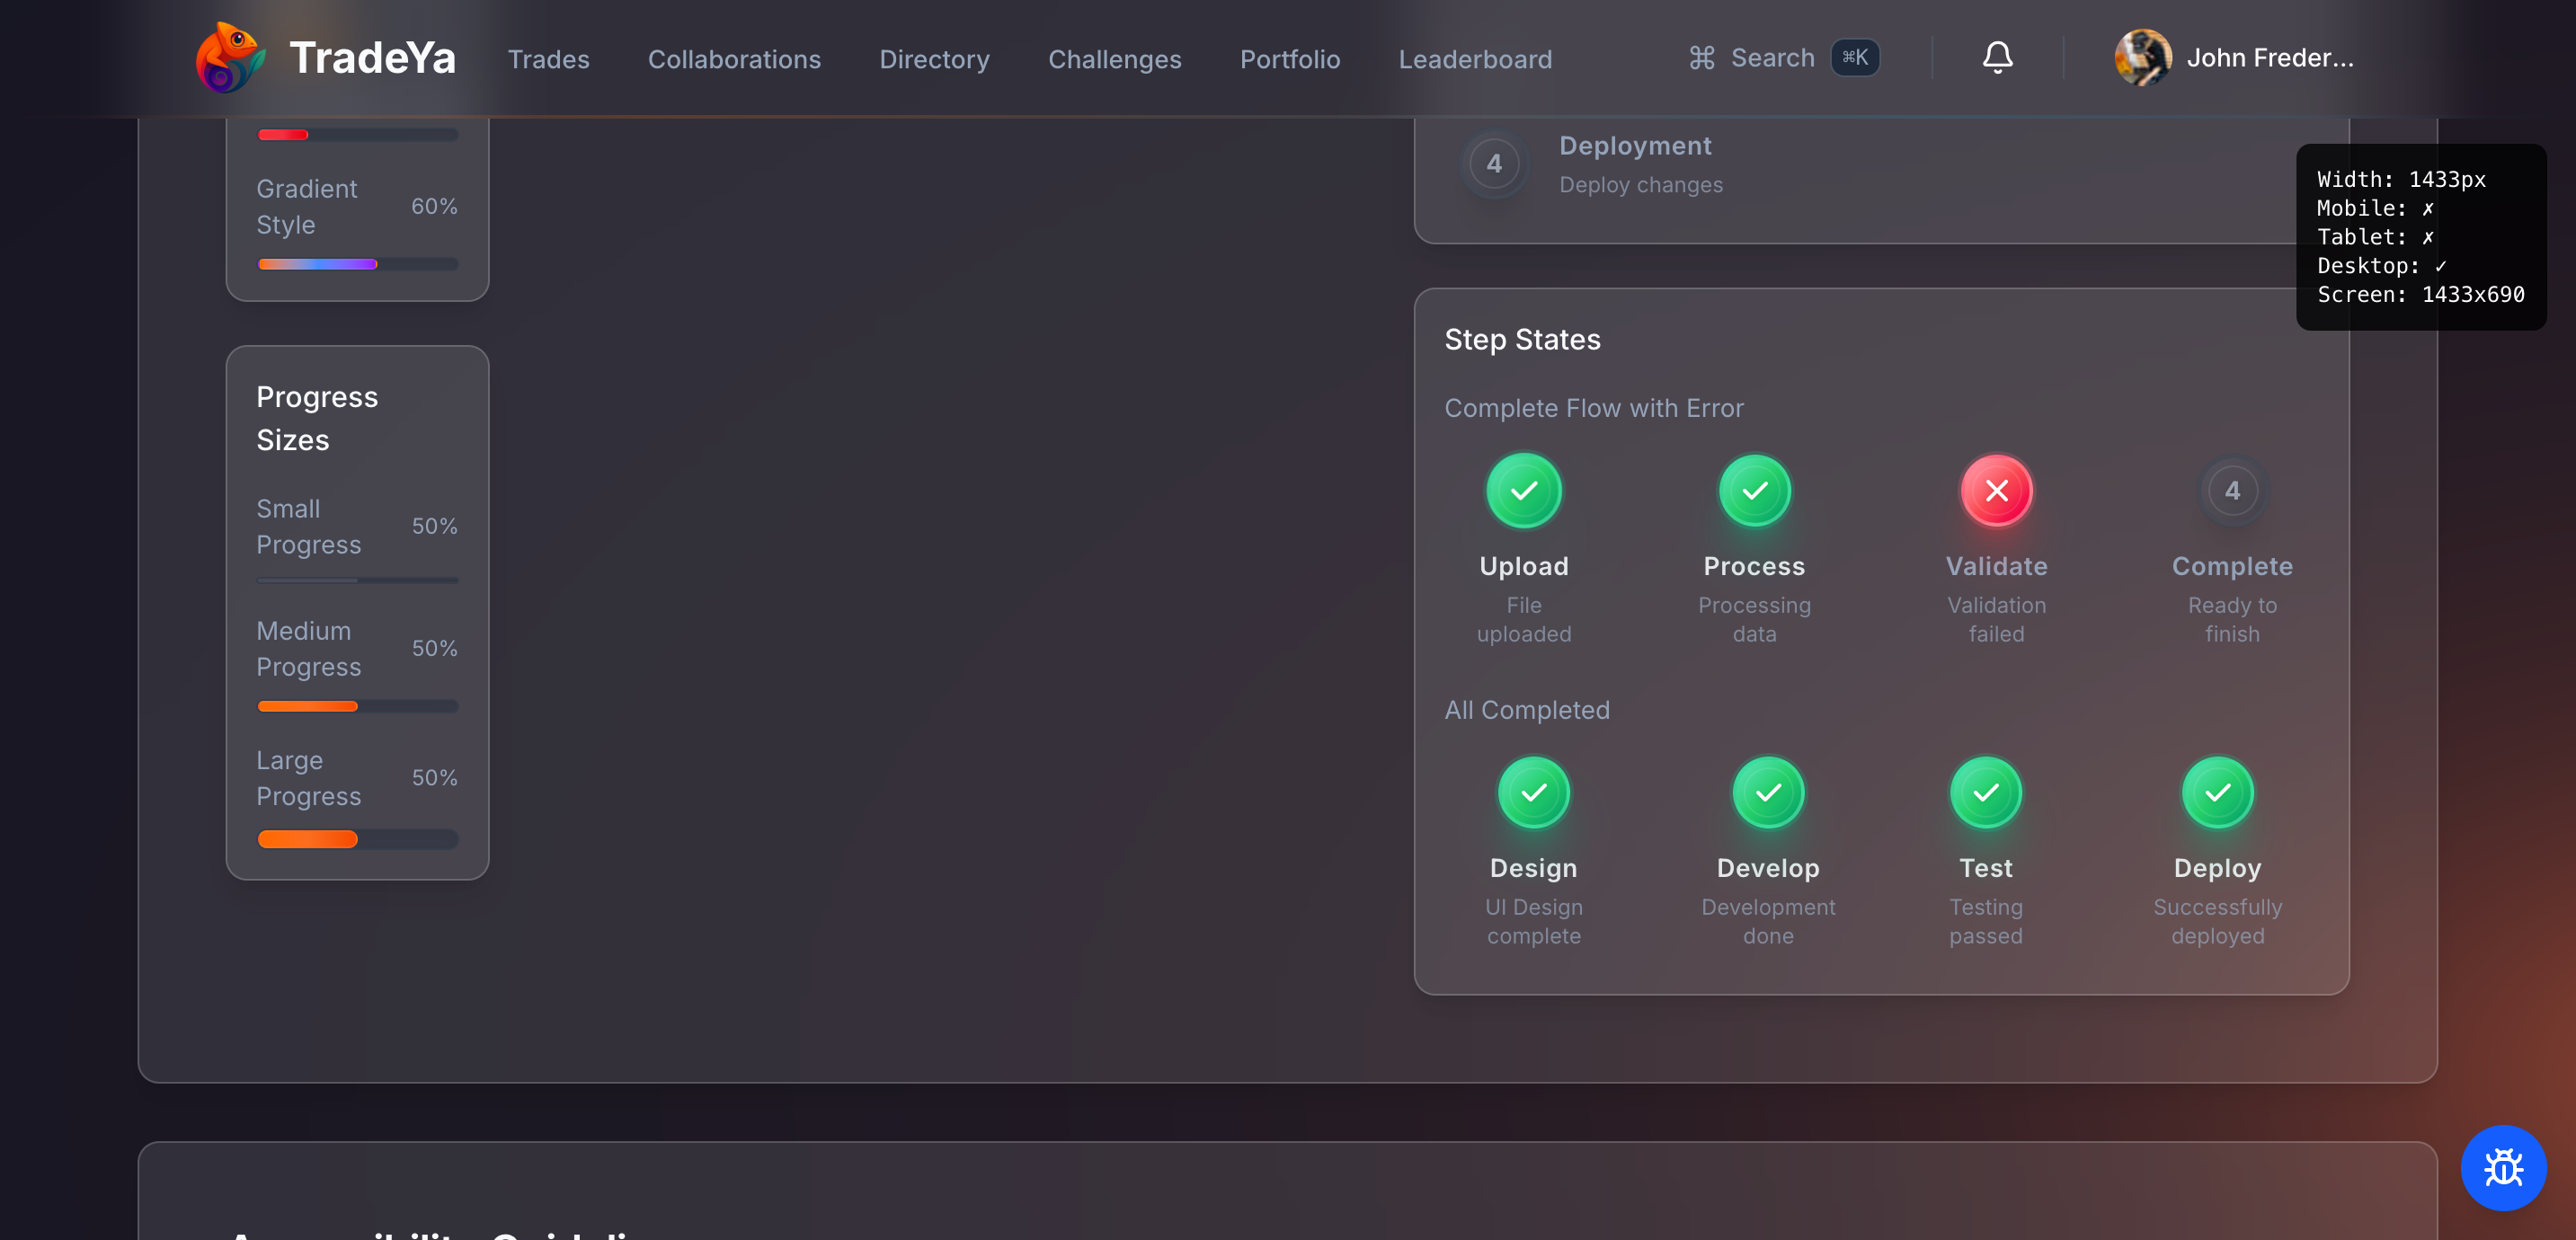 TradeYa
Trades
Collaborations
Directory
Challenges
Portfolio
Leaderboard
⌘ Search ⌘K
John Freder...
Gradient
Style
60%
Progress
Sizes
Small
Progress
50%
Medium
Progress
50%
Large
Progress
50%
4
Deployment
Deploy changes
Width: 1433px
Mobile: ✗
Tablet: ✗
Desktop: ✓
Screen: 1433x690
Step States
Complete Flow with Error
Upload
File
uploaded
Process
Processing
data
Validate
Validation
failed
4
Complete
Ready to
finish
All Completed
Design
UI Design
complete
Develop
Development
done
Test
Testing
passed
Deploy
Successfully
deployed